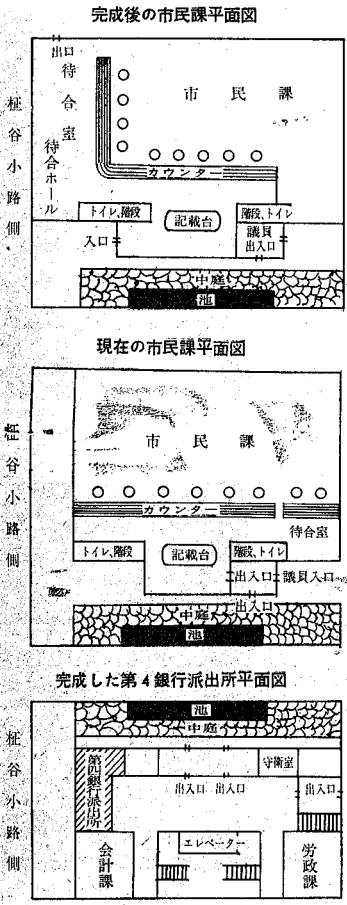 完成後の市民課平面図
出口
待合室
市民課
柾谷小路側
待合ホール
カウンター
トイレ、階段
記載台
階段、トイレ
入口
議員出入口
中庭
池
現在の市民課平面図
市民課
谷小路側
カウンター
待合室
トイレ、階段
記載台
階段、トイレ
出入口
議員入口
出入口
中庭
池
完成した第4銀行派出所平面図
池
中庭
柾谷小路側
第四銀行派出所
守衛室
出入口
出入口
出入口
会計課
エレベーター
労政課